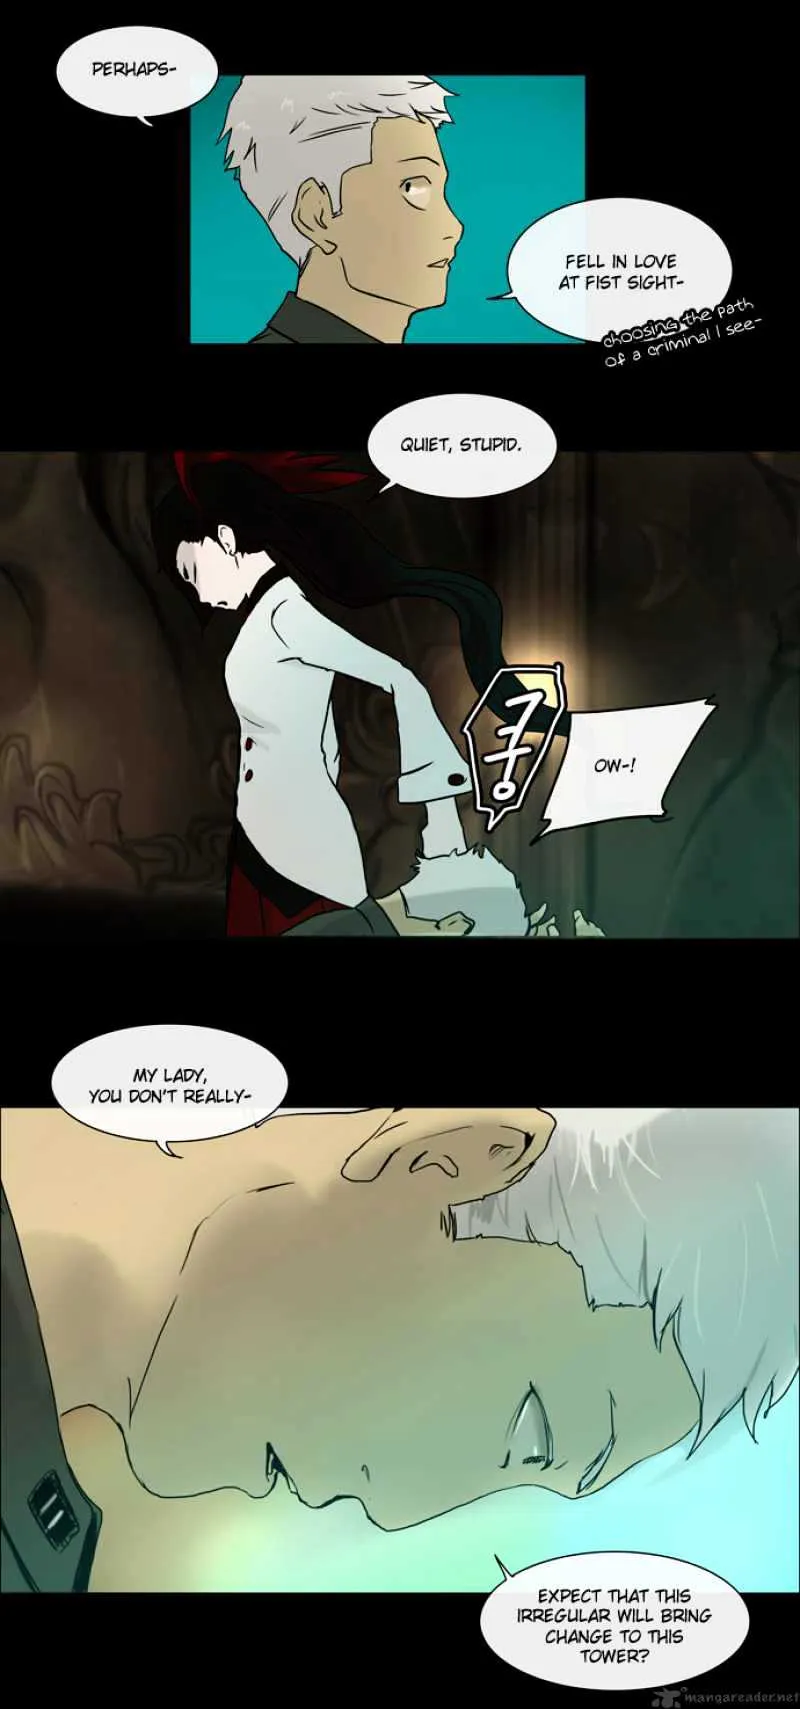 PERHAPS-
FELL IN LOVE
AT FIST SIGHT-
choosing the path
of a criminal I see-
QUIET, STUPID.
OW-!
MY LADY,
YOU DON'T REALLY-
EXPECT THAT THIS
IRREGULAR WILL BRING
CHANGE TO THIS
TOWER?
mangareader.net